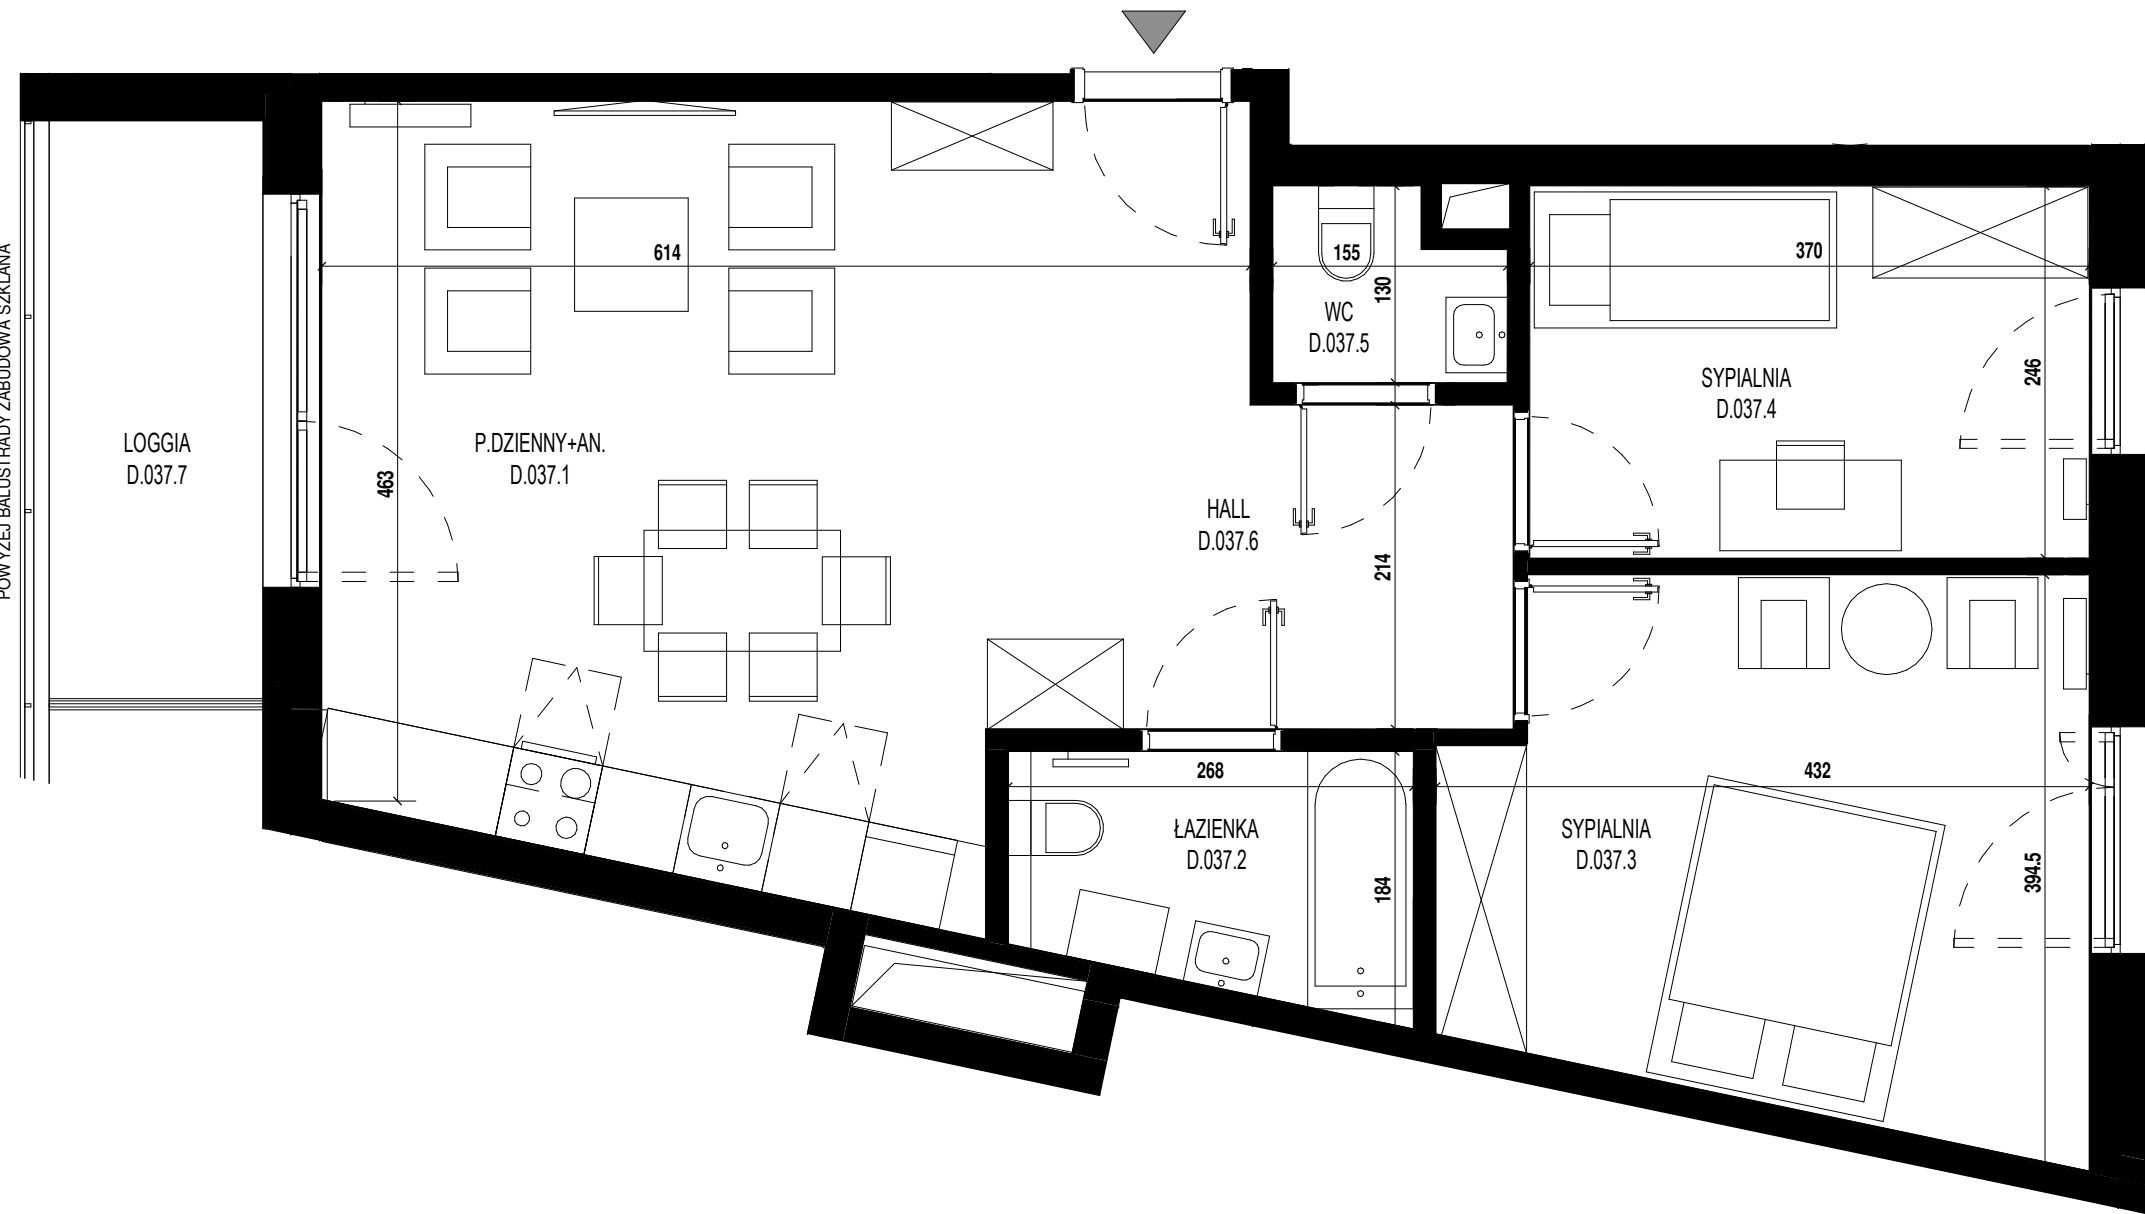 POWYŻEJ BALUSTRADY ZABUDOWA SZKLANA
LOGGIA
D.037.7
614
463
P.DZIENNY+AN.
D.037.1
155
130
WC
D.037.5
370
246
SYPIALNIA
D.037.4
HALL
D.037.6
214
268
184
ŁAZIENKA
D.037.2
432
394.5
SYPIALNIA
D.037.3